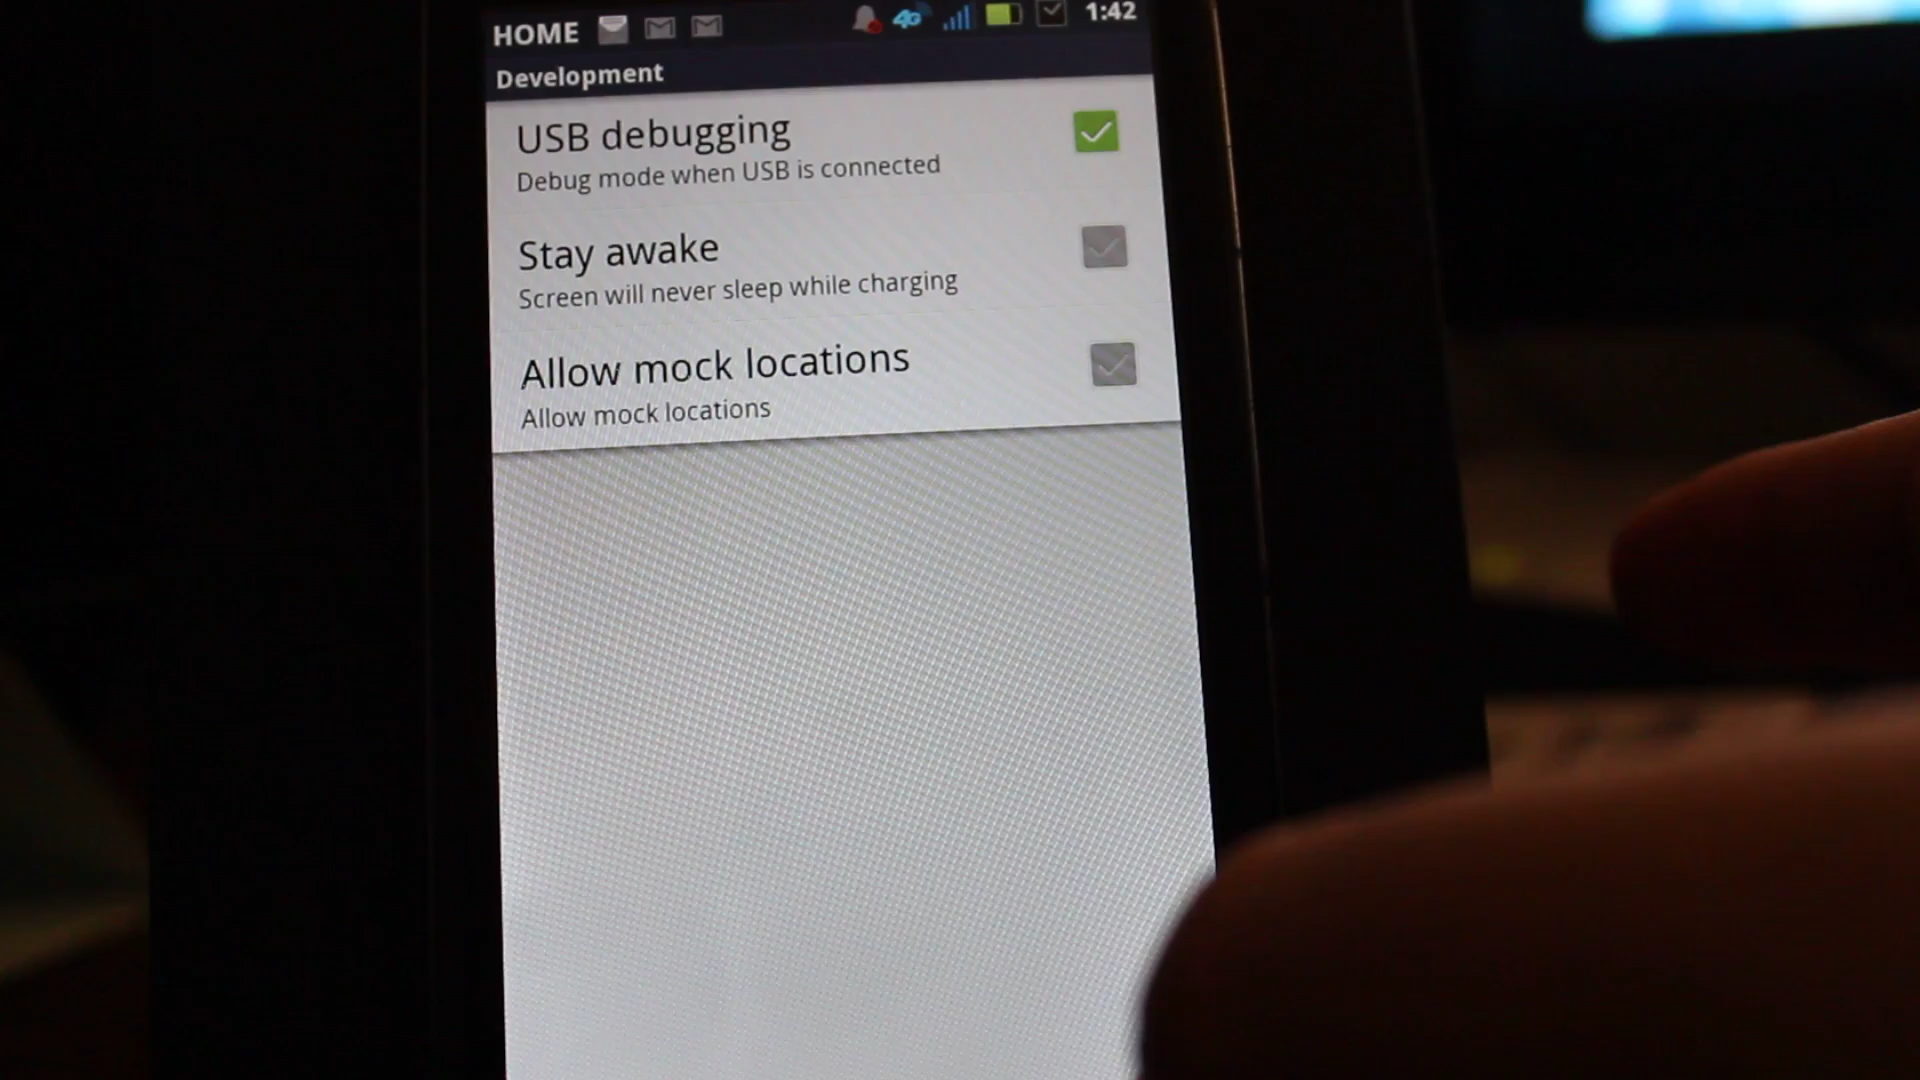 HOME 4G 1:42
Development
USB debugging
Debug mode when USB is connected
Stay awake
Screen will never sleep while charging
Allow mock locations
Allow mock locations